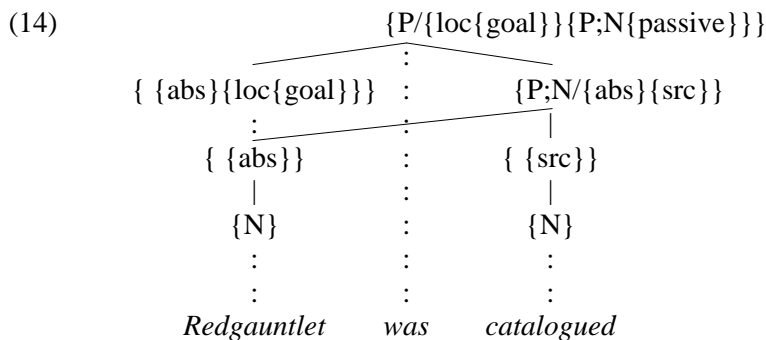 (14) {P/{loc{goal}}{P;N{passive}}}
:
{ {abs}{loc{goal}}} : {P;N/{abs}{src}}
: :
{ {abs}} : { {src}}
:
{N} : {N}
: : :
: : :
Redgauntlet was catalogued